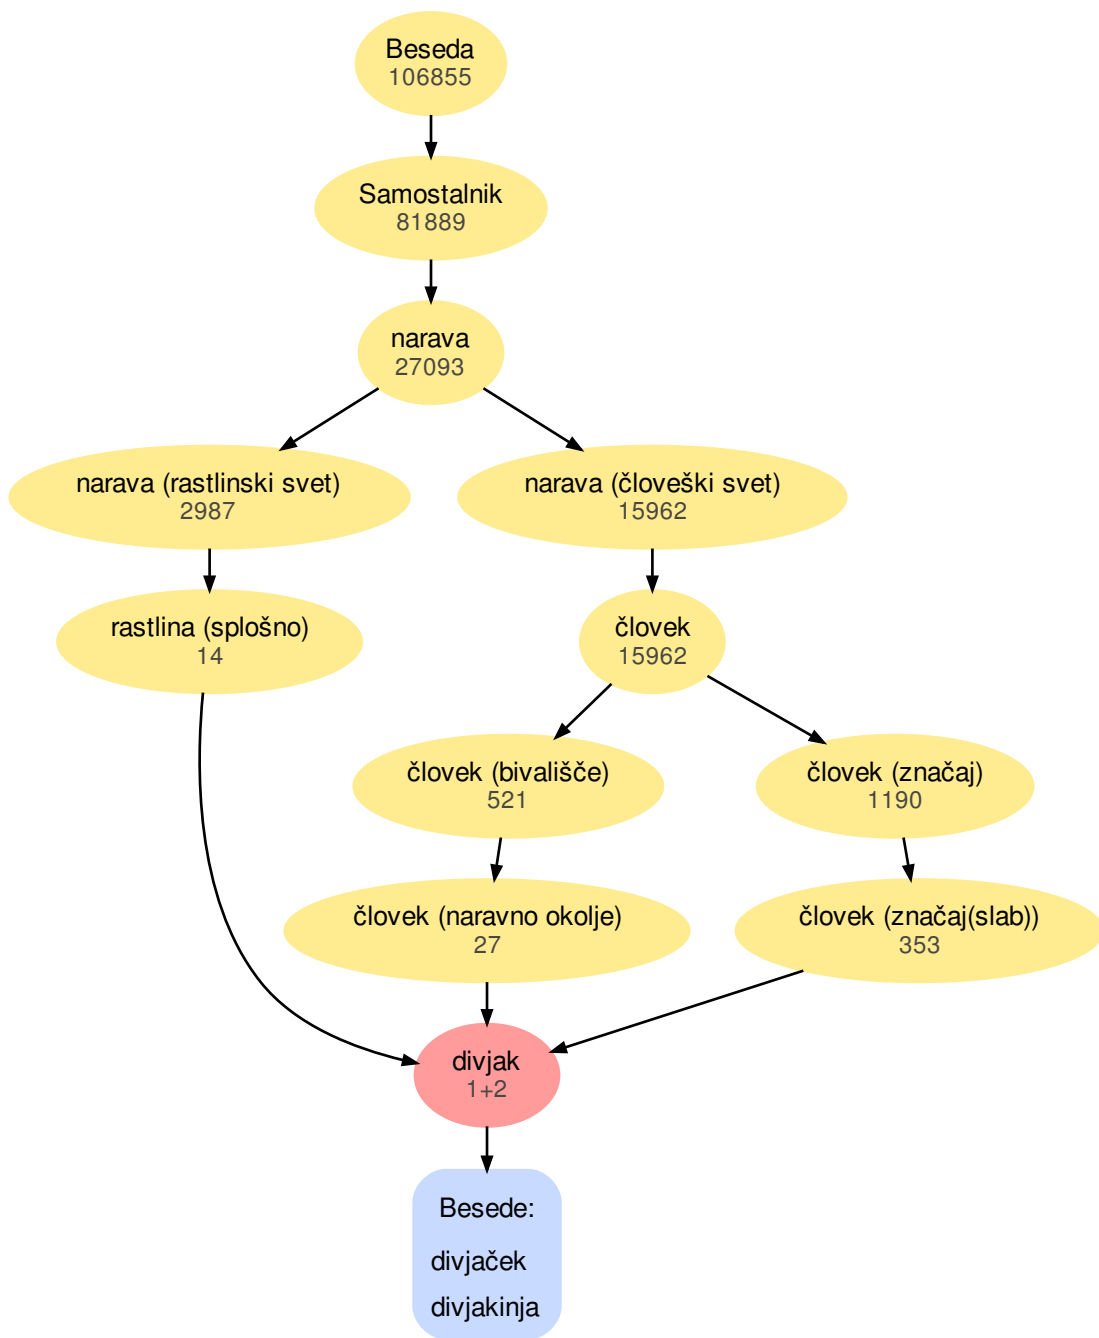 Beseda
106855
Samostalnik
81889
narava
27093
narava (rastlinski svet)
2987
narava (človeški svet)
15962
rastlina (splošno)
14
človek
15962
človek (bivališče)
521
človek (značaj)
1190
človek (naravno okolje)
27
človek (značaj(slab))
353
divjak
1+2
Besede:
divjaček
divjakinja